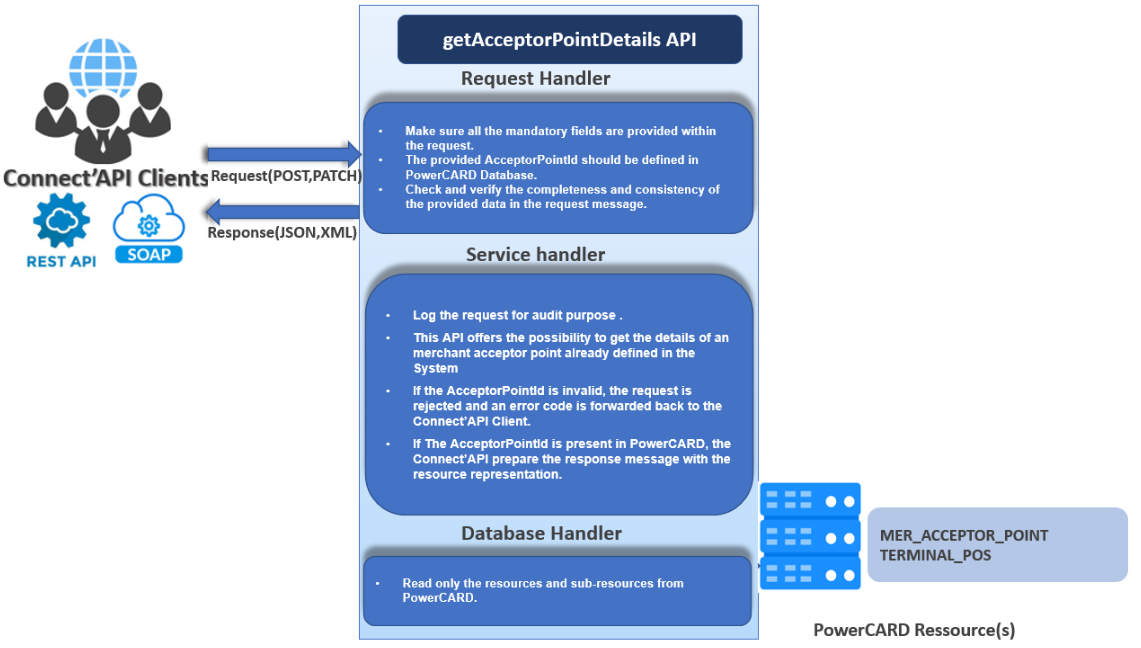 getAcceptorPointDetails API
Request Handler
• Make sure all the mandatory fields are provided within
the request.
• The provided AcceptorPointId should be defined in
PowerCARD Database.
• Check and verify the completeness and consistency of
the provided data in the request message.
Connect'API Clients
Request(POST,PATCH)
Response(JSON,XML)
REST API
SOAP
Service handler
• Log the request for audit purpose .
• This API offers the possibility to get the details of an
merchant acceptor point already defined in the
System
• If the AcceptorPointId is invalid, the request is
rejected and an error code is forwarded back to the
Connect'API Client.
• If The AcceptorPointId is present in PowerCARD, the
Connect'API prepare the response message with the
resource representation.
Database Handler
• Read only the resources and sub-resources from
PowerCARD.
MER_ACCEPTOR_POINT
TERMINAL_POS
PowerCARD Ressource(s)